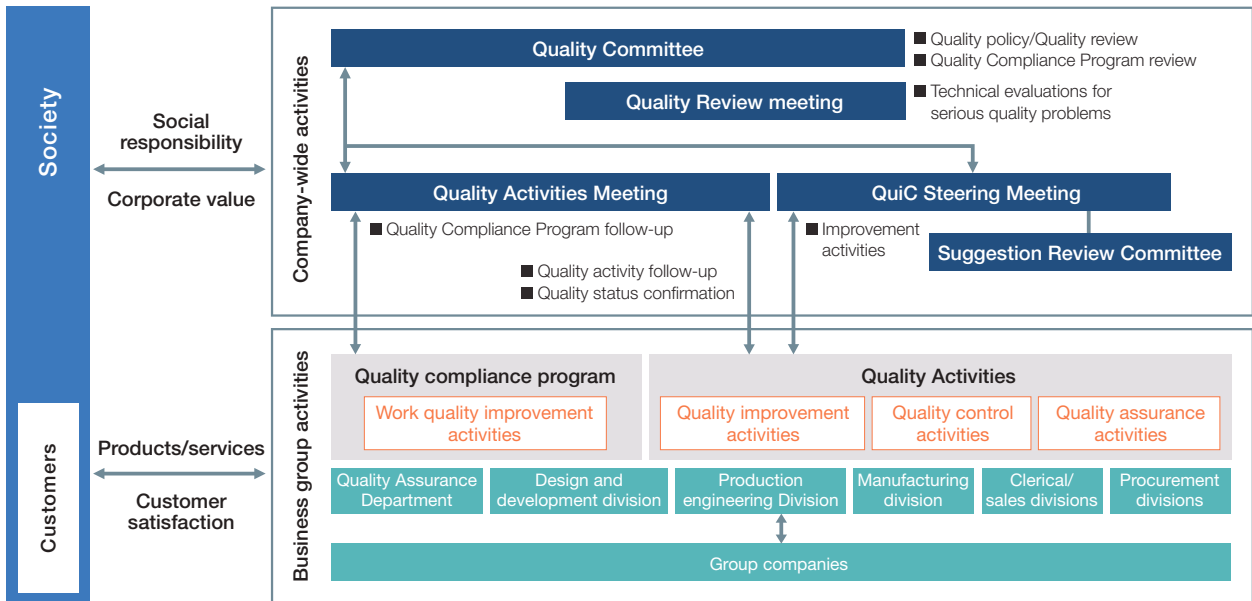 Society
Customers
Social
responsibility
Corporate value
Products/services
Customer
satisfaction
Company-wide activities
Quality Committee
■ Quality policy/Quality review
■ Quality Compliance Program review
Quality Review meeting
■ Technical evaluations for
serious quality problems
Quality Activities Meeting
QuiC Steering Meeting
■ Quality Compliance Program follow-up
■ Improvement
activities
Suggestion Review Committee
■ Quality activity follow-up
■ Quality status confirmation
Business group activities
Quality compliance program
Work quality improvement
activities
Quality Activities
Quality improvement
activities
Quality control
activities
Quality assurance
activities
Quality Assurance
Department
Design and
development division
Production
engineering Division
Manufacturing
division
Clerical/
sales divisions
Procurement
divisions
Group companies